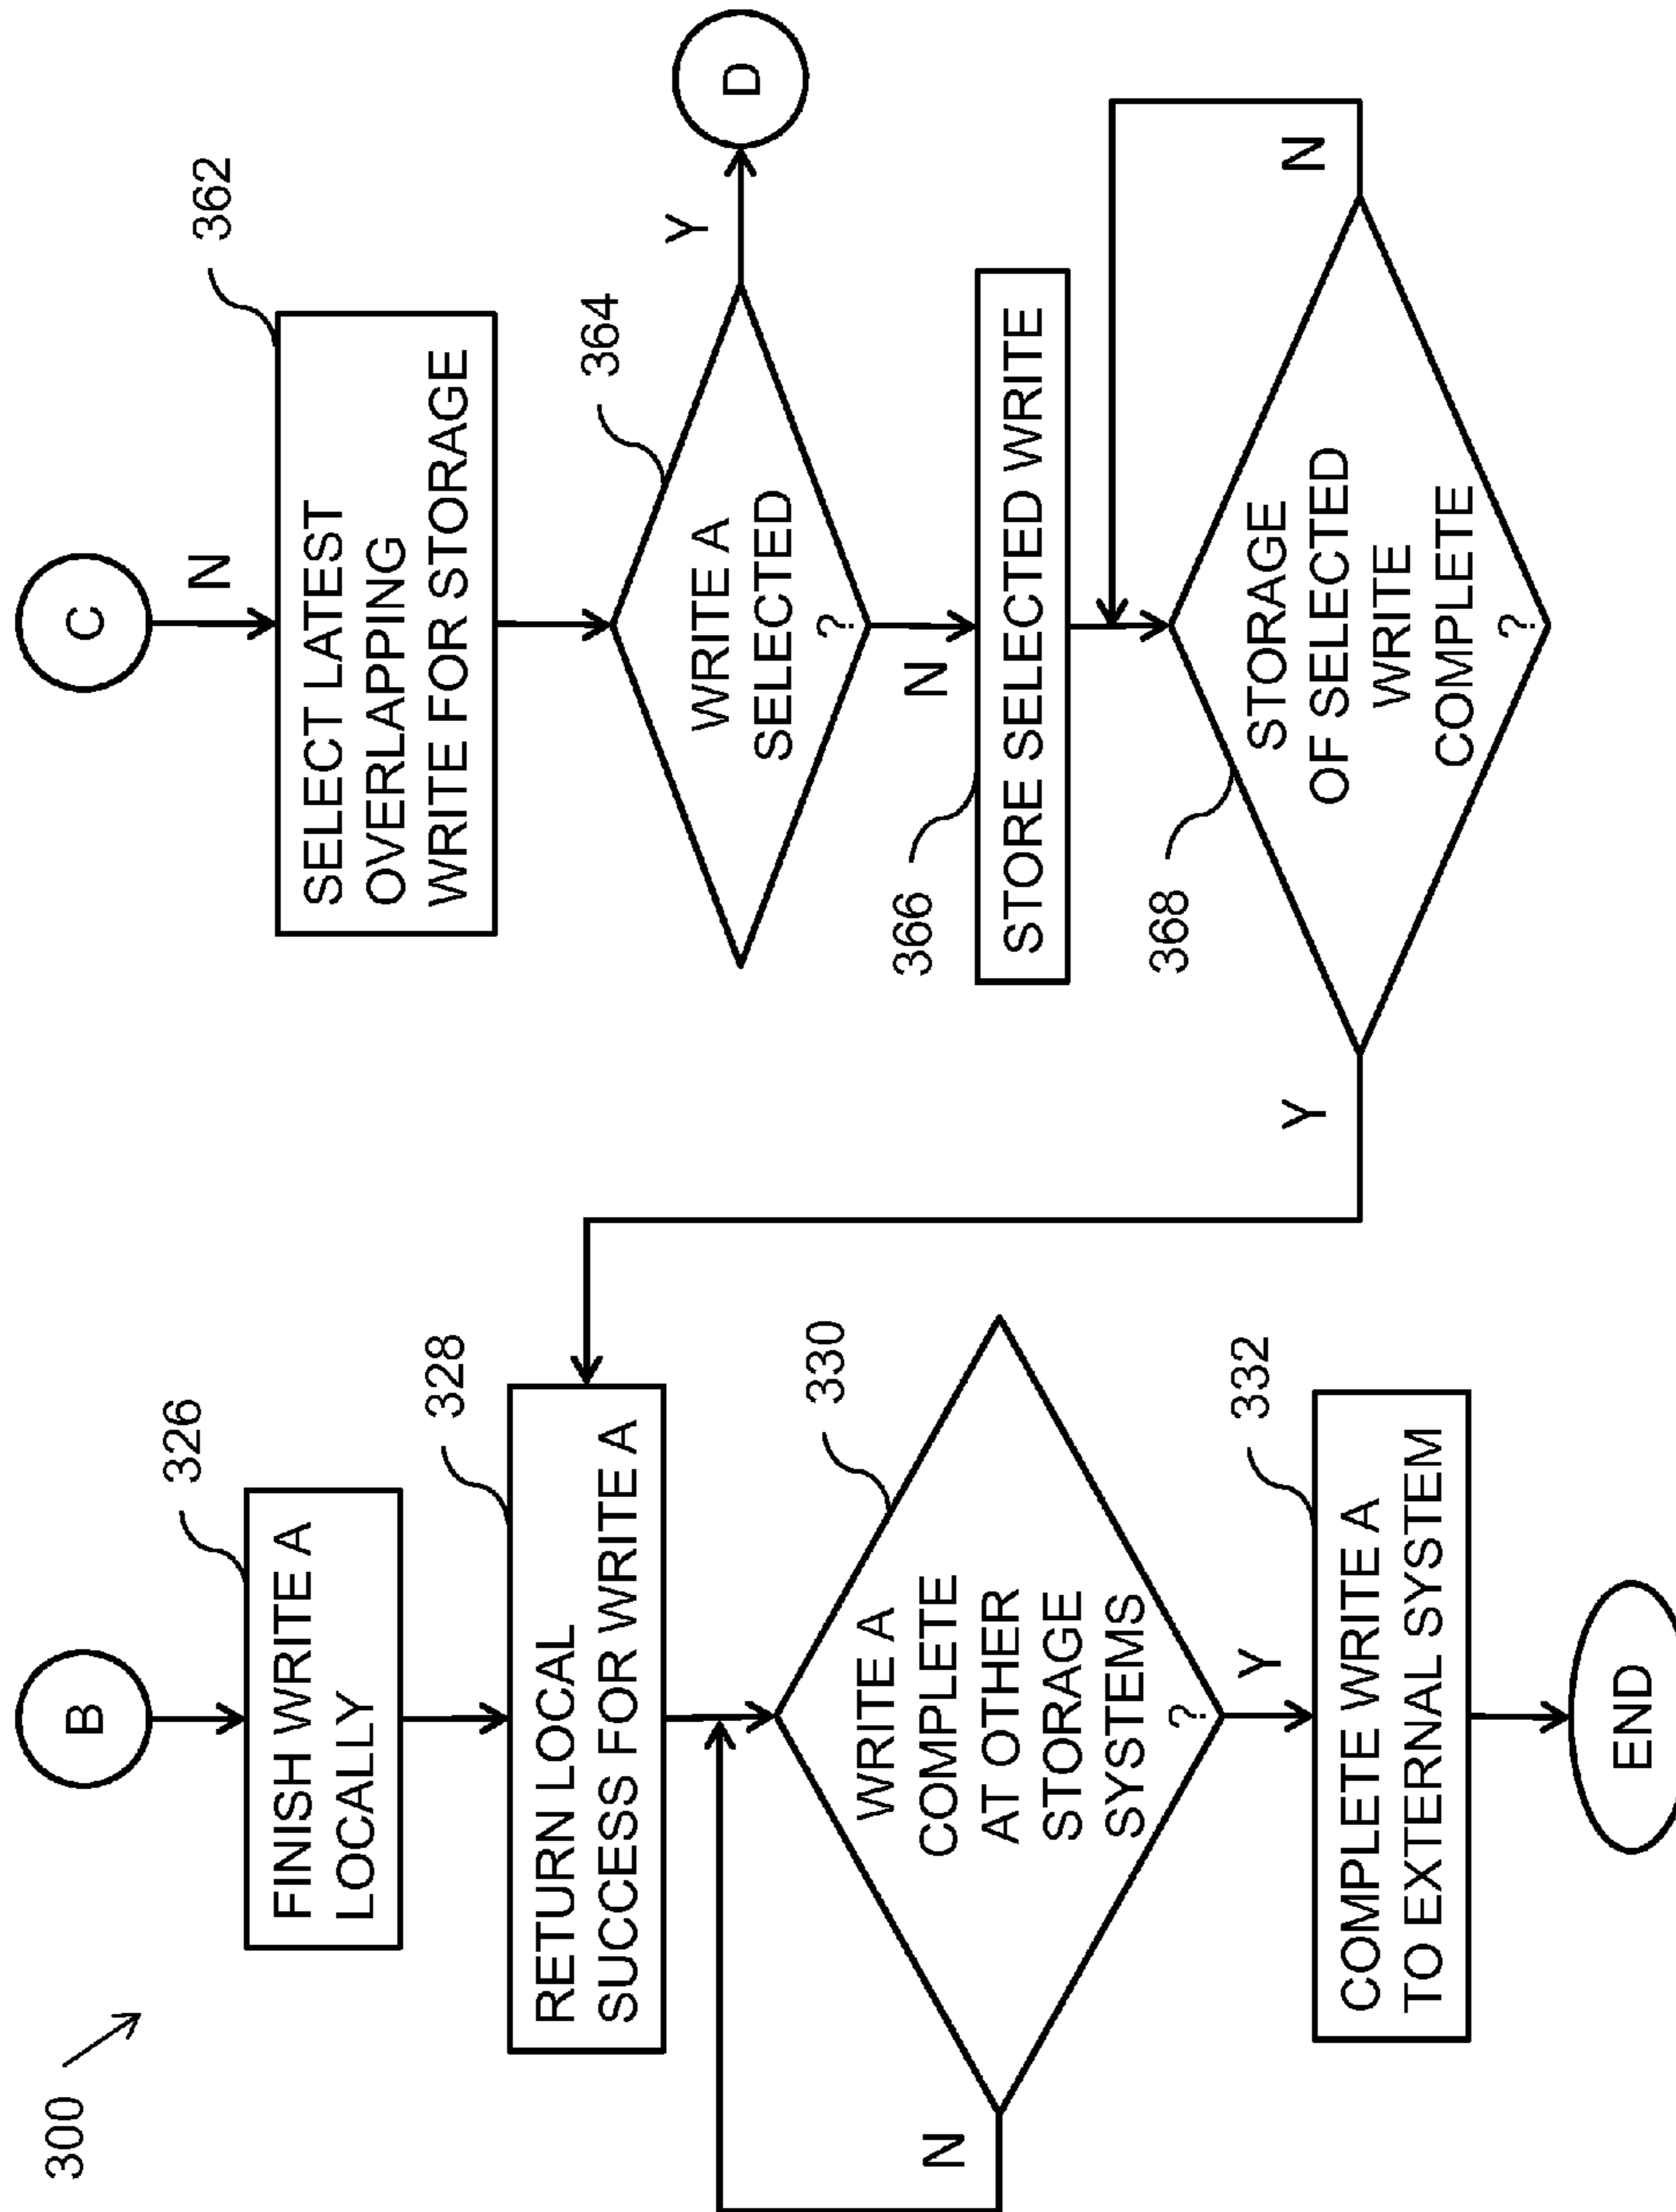 300
B
326
FINISH WRITE A
LOCALLY
328
RETURN LOCAL
SUCCESS FOR WRITE A
330
WRITE A
COMPLETE
AT OTHER
STORAGE
SYSTEMS
?
N
Y
332
COMPLETE WRITE A
TO EXTERNAL SYSTEM
END
C
N
362
SELECT LATEST
OVERLAPPING
WRITE FOR STORAGE
364
WRITE A
SELECTED
?
Y
D
N
366
STORE SELECTED WRITE
368
STORAGE
OF SELECTED
WRITE
COMPLETE
?
N
Y